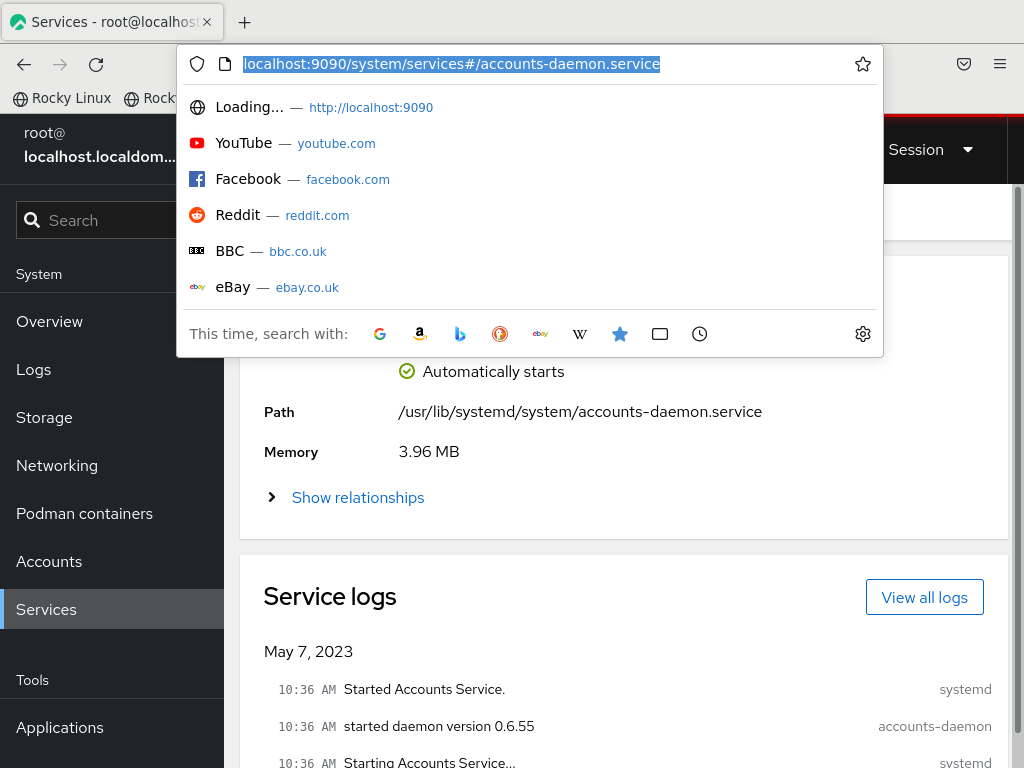 Services - root@localhost
localhost:9090/system/services#/accounts-daemon.service
Rocky Linux
Rock
Loading... — http://localhost:9090
YouTube — youtube.com
Facebook — facebook.com
Reddit — reddit.com
BBC — bbc.co.uk
eBay — ebay.co.uk
This time, search with:
root@
localhost.localdom...
Session
Search
System
Overview
Logs
Storage
Networking
Podman containers
Accounts
Services
Tools
Applications
Automatically starts
Path /usr/lib/systemd/system/accounts-daemon.service
Memory 3.96 MB
Show relationships
Service logs
View all logs
May 7, 2023
10:36 AM Started Accounts Service. systemd
10:36 AM started daemon version 0.6.55 accounts-daemon
10:36 AM Starting Accounts Service... systemd